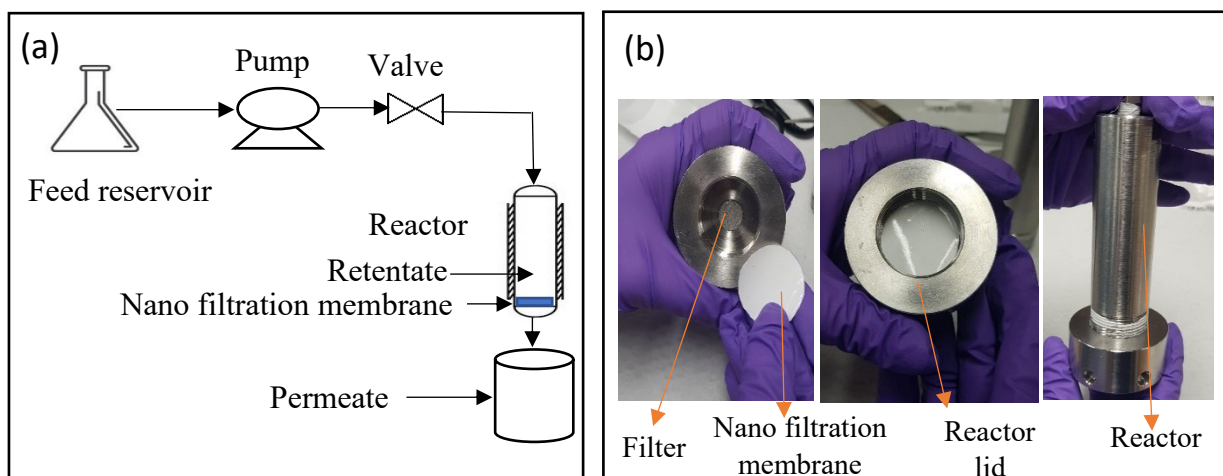 (a)
Pump
Valve
Feed reservoir
Reactor
Retentate
Nano filtration membrane
Permeate
(b)
Filter
Nano filtration
membrane
Reactor
lid
Reactor